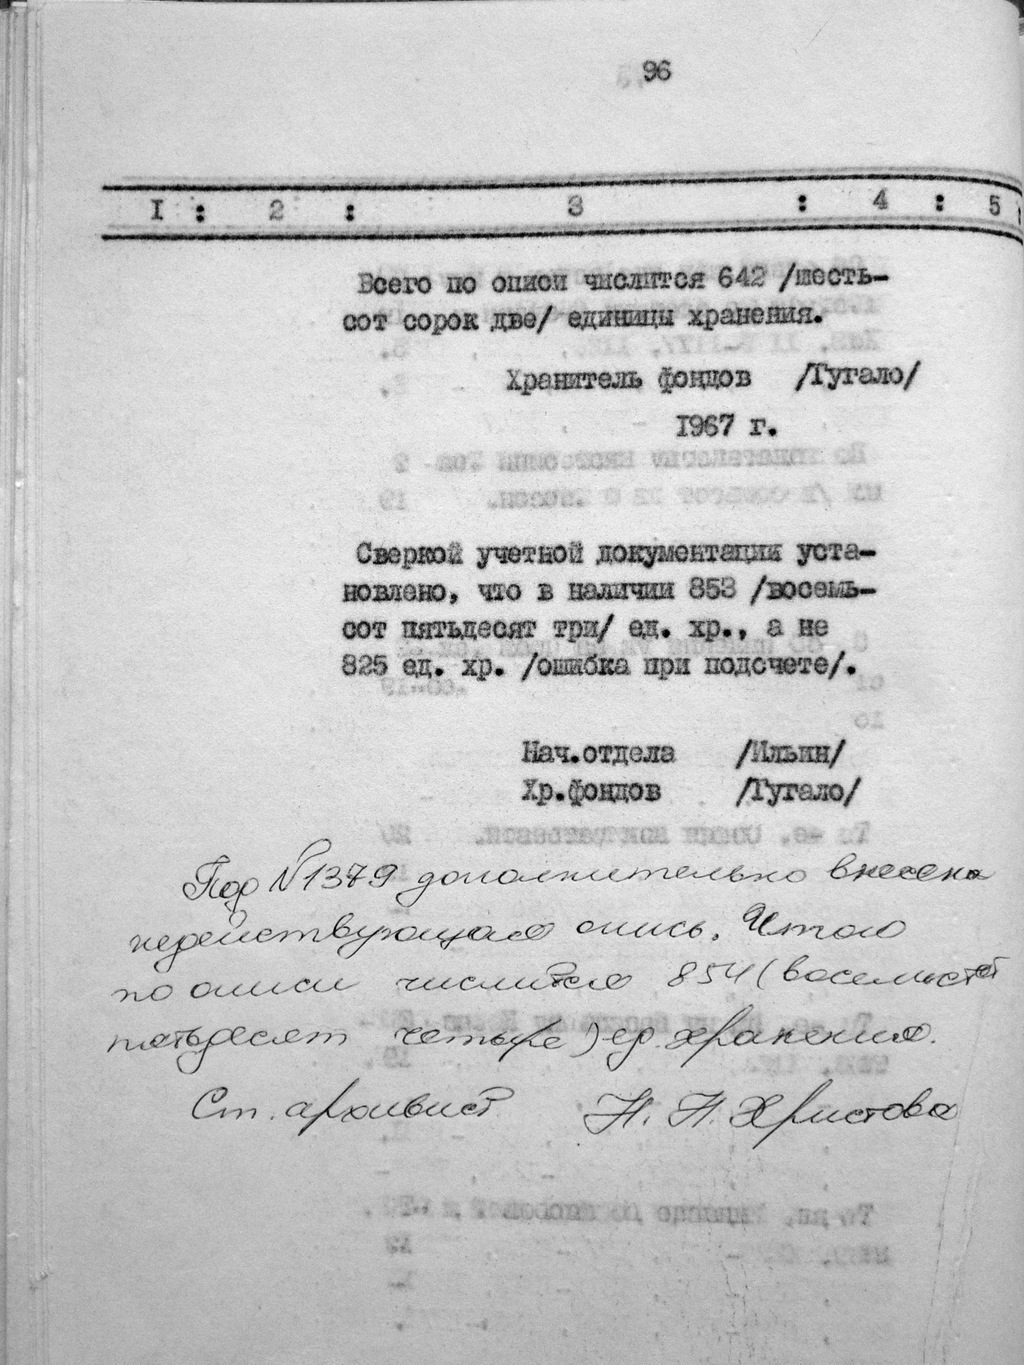 96
I : 2 : 3 : 4 : 5
Всего по описи числится 642 /шесть-
сот сорок две/ единицы хранения.
Хранитель фондов /Тугало/
1967 г.
Сверкой учетной документации уста-
новлено, что в наличии 853 /восемь-
сот пятьдесят три/ ед. хр., а не
825 ед. хр. /ошибка при подсчете/.
Нач.отдела /Ильин/
Хр.фондов /Тугало/
Под N 1379 дополнительно внесена
недействующая опись. Итого
по описи числится 854 (восемьсот
пятьдесят четыре) ед. хранения.
Ст. архивист Н. Н. Христова